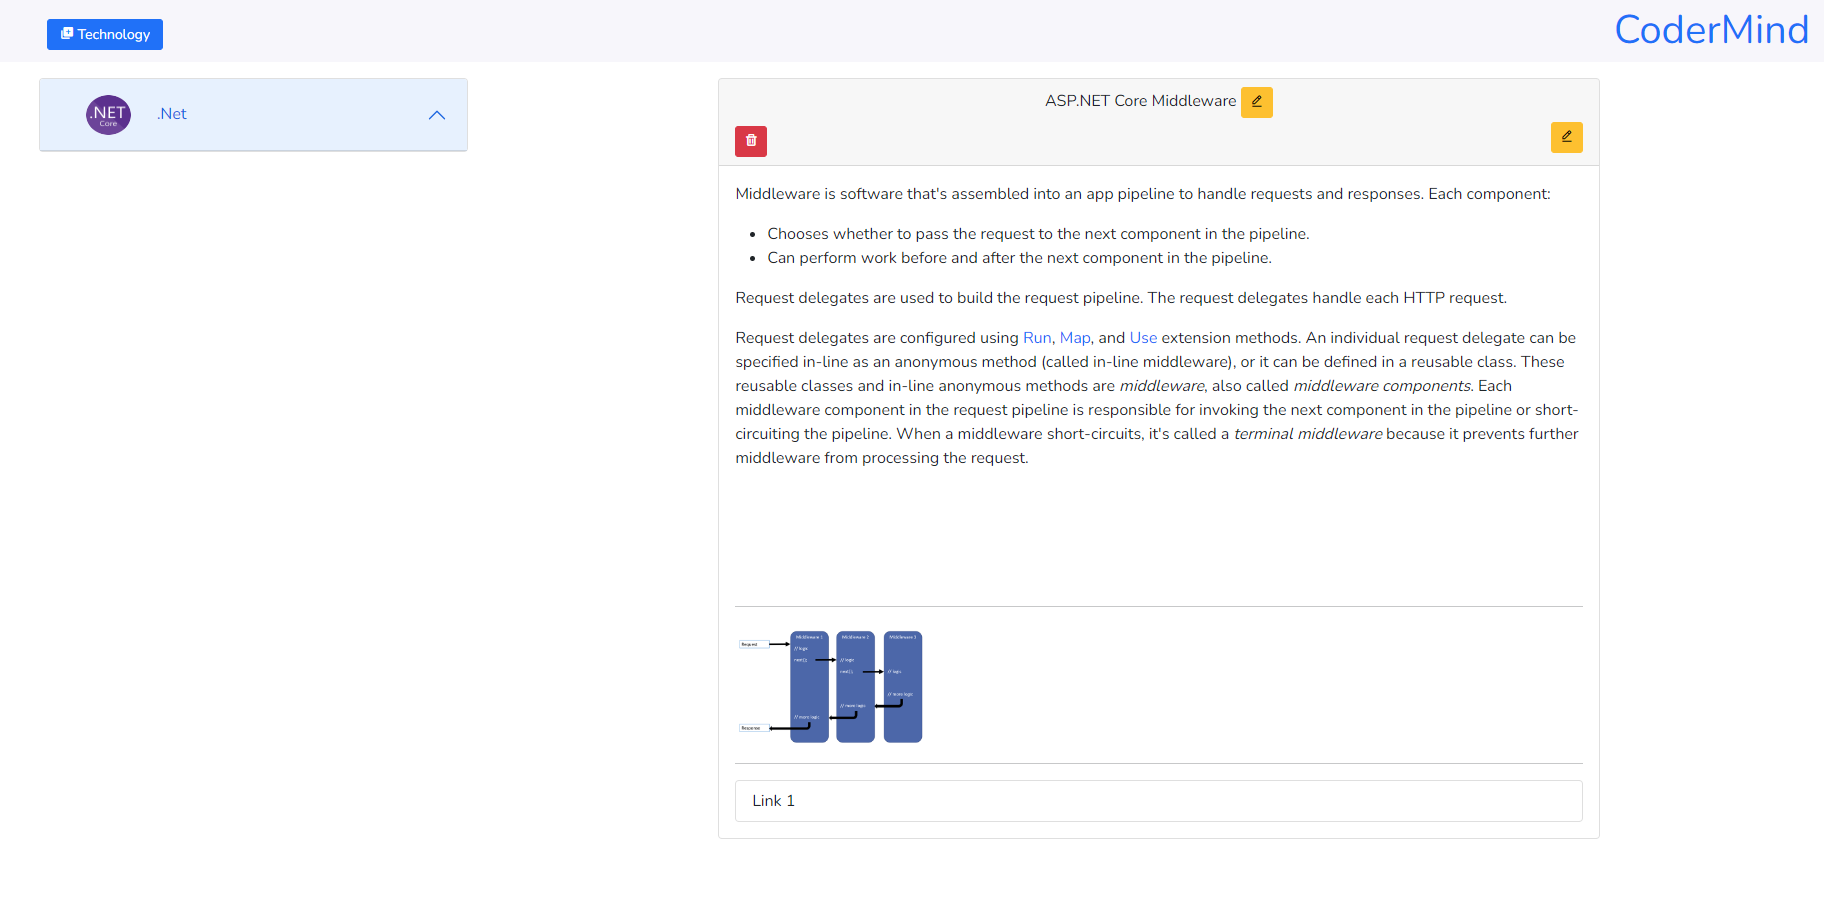 Technology
CoderMind
.NET
Core
.Net
ASP.NET Core Middleware
Middleware is software that's assembled into an app pipeline to handle requests and responses. Each component:
• Chooses whether to pass the request to the next component in the pipeline.
• Can perform work before and after the next component in the pipeline.
Request delegates are used to build the request pipeline. The request delegates handle each HTTP request.
Request delegates are configured using Run, Map, and Use extension methods. An individual request delegate can be
specified in-line as an anonymous method (called in-line middleware), or it can be defined in a reusable class. These
reusable classes and in-line anonymous methods are middleware, also called middleware components. Each
middleware component in the request pipeline is responsible for invoking the next component in the pipeline or short-
circuiting the pipeline. When a middleware short-circuits, it's called a terminal middleware because it prevents further
middleware from processing the request.
Middleware 1
Middleware 2
Middleware 3
Request
// logic
next();
// logic
next();
// logic
// more logic
// more logic
// more logic
Response
Link 1